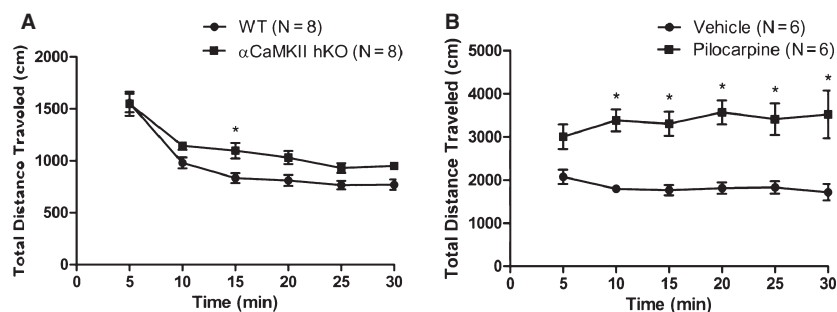 A
WT (N = 8)
αCaMKII hKO (N = 8)
Total Distance Traveled (cm)
2000
1500
1000
500
0
*
0 5 10 15 20 25 30
Time (min)
B
Vehicle (N = 6)
Pilocarpine (N = 6)
Total Distance Traveled (cm)
5000
4000
3000
2000
1000
0
* * * * *
0 5 10 15 20 25 30
Time (min)